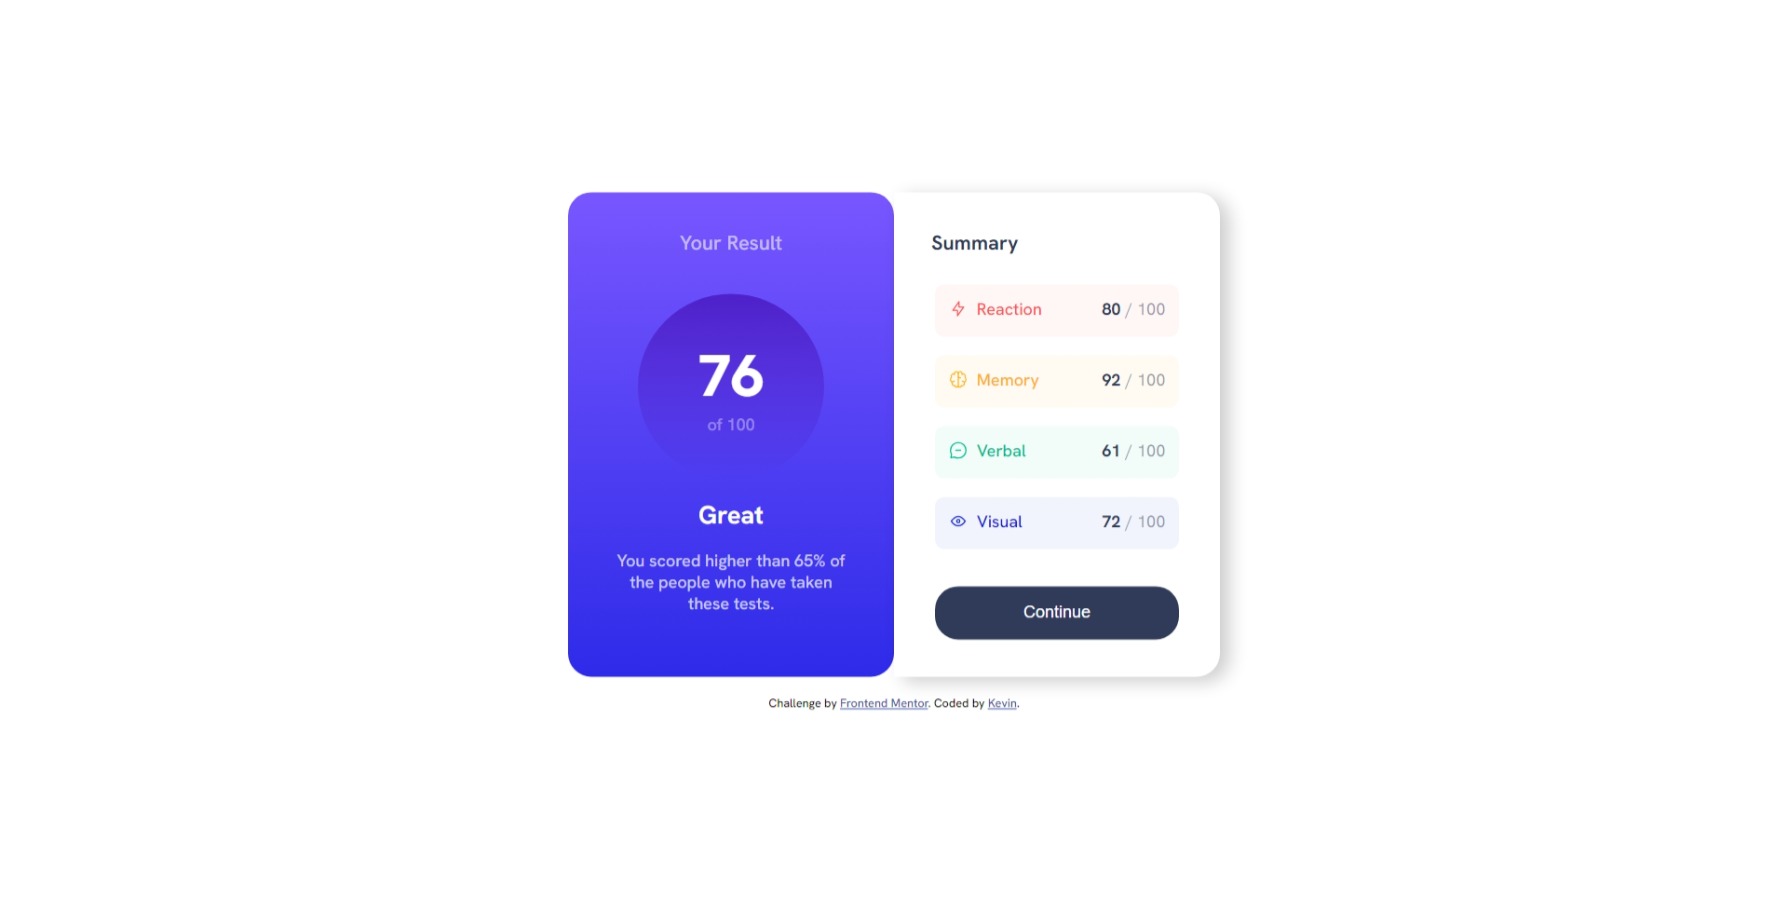 Your Result
76
of 100
Great
You scored higher than 65% of
the people who have taken
these tests.
Summary
Reaction 80 / 100
Memory 92 / 100
Verbal 61 / 100
Visual 72 / 100
Continue
Challenge by Frontend Mentor. Coded by Kevin.